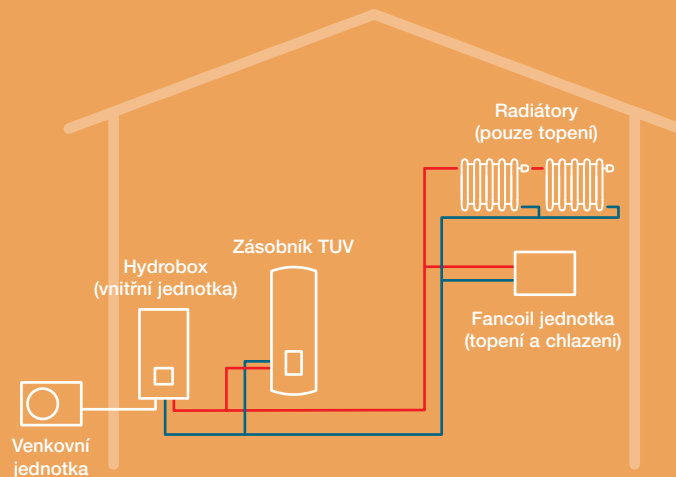 Radiátory
(pouze topení)
Zásobník TUV
Hydrobox
(vnitřní jednotka)
Fancoil jednotka
(topení a chlazení)
Venkovní
jednotka